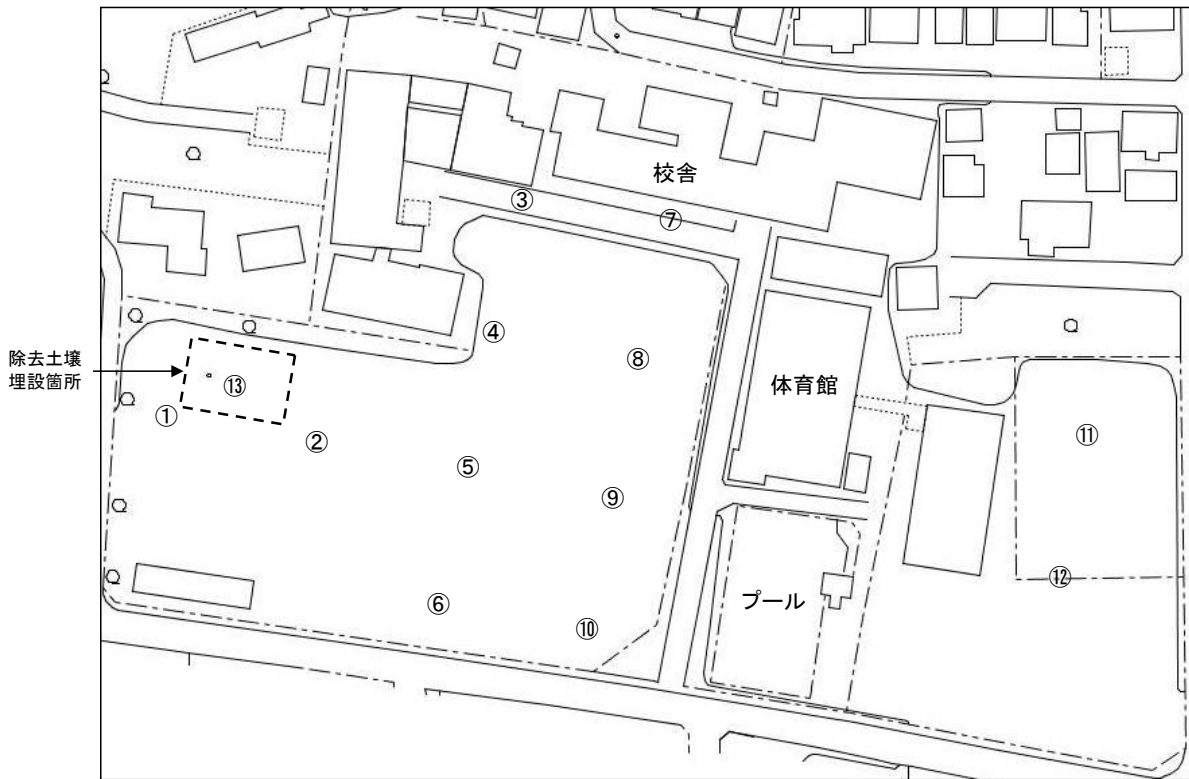 校舎
③
⑦
④
⑧
除去土壌
埋設箇所
⑬
体育館
①
②
⑪
⑤
⑨
⑫
⑥
プール
⑩